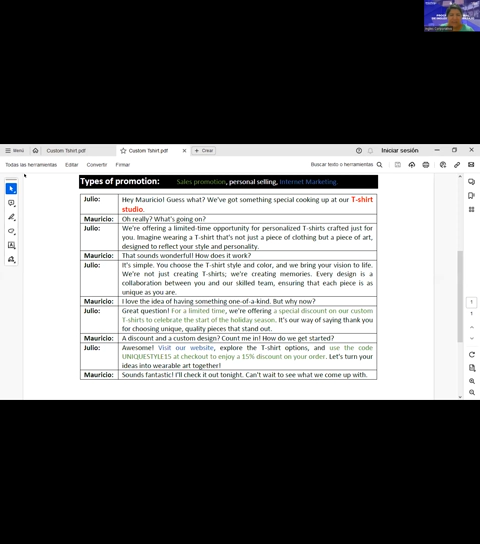 Menú
Custom Tshirt.pdf
Custom Tshirt.pdf
Crear
Iniciar sesión
Todas las herramientas
Editar
Convertir
Firmar
Buscar texto o herramientas
Types of promotion: Sales promotion, personal selling, Internet Marketing
Julio: Hey Mauricio! Guess what? We've got something special cooking up at our T-shirt
studio.
Mauricio: Oh really? What's going on?
Julio: We're offering a limited-time opportunity for personalized T-shirts crafted just for
you. Imagine wearing a T-shirt that's not just a piece of clothing but a piece of art,
designed to reflect your style and personality.
Mauricio: That sounds wonderful! How does it work?
Julio: It's simple. You choose the T-shirt style and color, and we bring your vision to life.
We're not just creating T-shirts; we're creating memories. Every design is a
collaboration between you and our skilled team, ensuring that each piece is as
unique as you are.
Mauricio: I love the idea of having something one-of-a-kind. But why now?
Julio: Great question! For a limited time, we're offering a special discount on our custom
T-shirts to celebrate the start of the holiday season. It's our way of saying thank you
for choosing unique, quality pieces that stand out.
Mauricio: A discount and a custom design? Count me in! How do we get started?
Julio: Awesome! Visit our website, explore the T-shirt options, and use the code
UNIQUESTYLE15 at checkout to enjoy a 15% discount on your order. Let's turn your
ideas into wearable art together!
Mauricio: Sounds fantastic! I'll check it out tonight. Can't wait to see what we come up with.
1
1